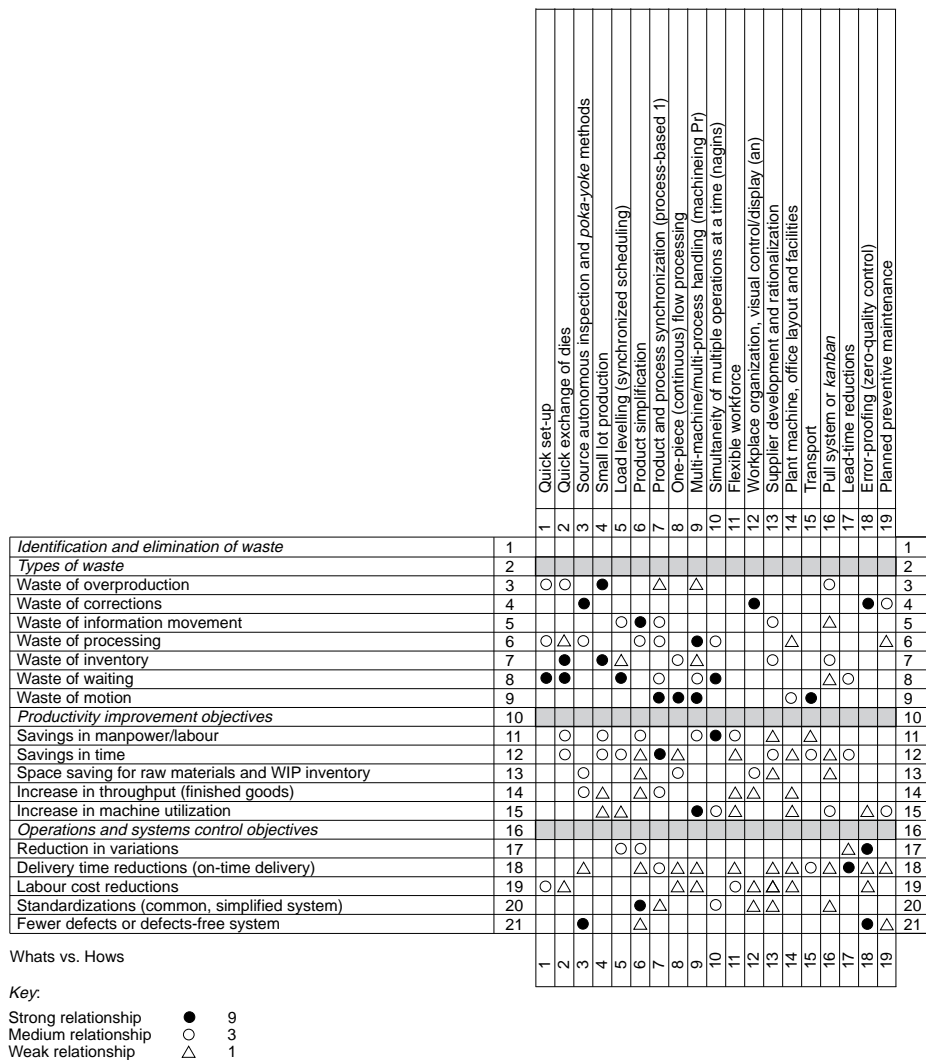 Quick set-up
Quick exchange of dies
Source autonomous inspection and poka-yoke methods
Small lot production
Load levelling (synchronized scheduling)
Product simplification
Product and process synchronization (process-based 1)
One-piece (continuous) flow processing
Multi-machine/multi-process handling (machineing Pr)
Simultaneity of multiple operations at a time (nagins)
Flexible workforce
Workplace organization, visual control/display (an)
Supplier development and rationalization
Plant machine, office layout and facilities
Transport
Pull system or kanban
Lead-time reductions
Error-proofing (zero-quality control)
Planned preventive maintenance
1 2 3 4 5 6 7 8 9 10 11 12 13 14 15 16 17 18 19
Identification and elimination of waste 1 1
Types of waste 2 2
Waste of overproduction 3 3
Waste of corrections 4 4
Waste of information movement 5 5
Waste of processing 6 6
Waste of inventory 7 7
Waste of waiting 8 8
Waste of motion 9 9
Productivity improvement objectives 10 10
Savings in manpower/labour 11 11
Savings in time 12 12
Space saving for raw materials and WIP inventory 13 13
Increase in throughput (finished goods) 14 14
Increase in machine utilization 15 15
Operations and systems control objectives 16 16
Reduction in variations 17 17
Delivery time reductions (on-time delivery) 18 18
Labour cost reductions 19 19
Standardizations (common, simplified system) 20 20
Fewer defects or defects-free system 21 21
Whats vs. Hows
1 2 3 4 5 6 7 8 9 10 11 12 13 14 15 16 17 18 19
Key:
Strong relationship ● 9
Medium relationship ○ 3
Weak relationship △ 1